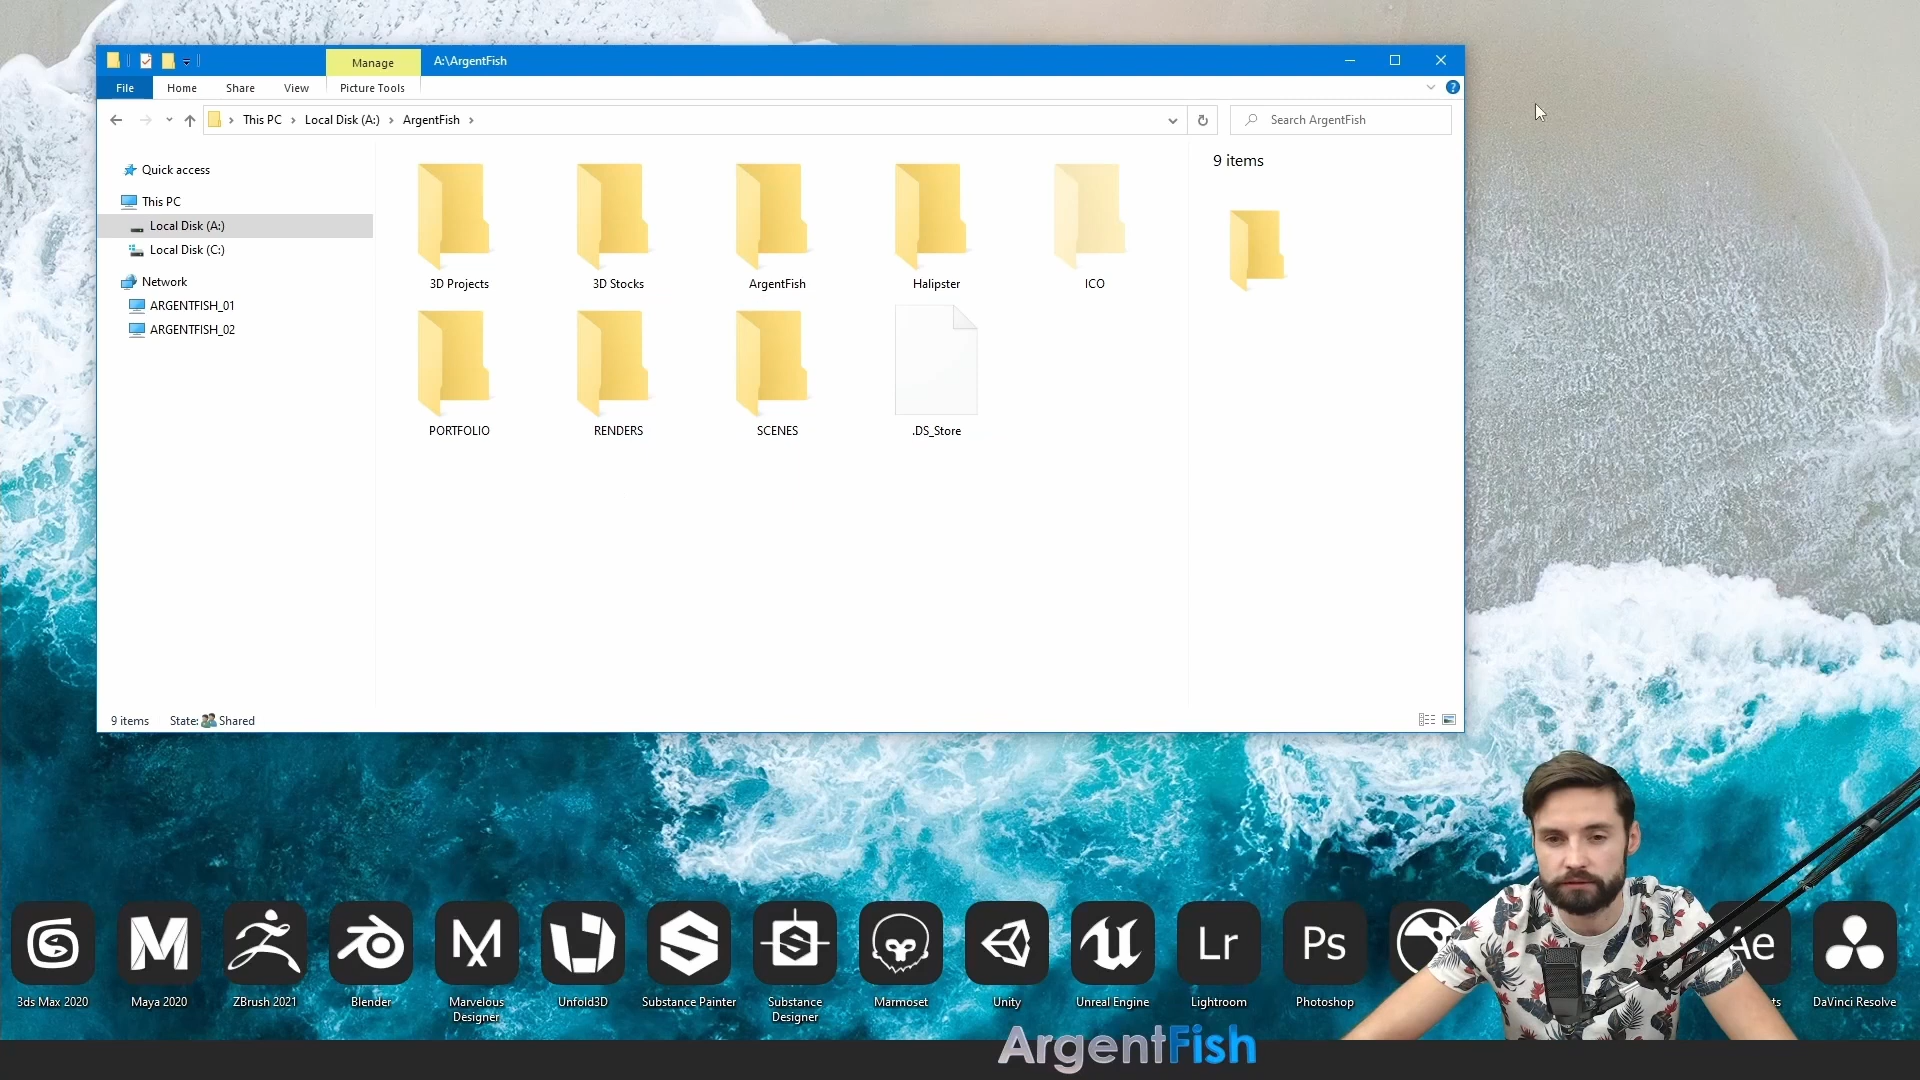 Manage
A:\ArgentFish
File
Home
Share
View
Picture Tools
This PC
Local Disk (A:)
ArgentFish
Search ArgentFish
Quick access
This PC
Local Disk (A:)
Local Disk (C:)
Network
ARGENTFISH_01
ARGENTFISH_02
3D Projects
3D Stocks
ArgentFish
Halipster
ICO
PORTFOLIO
RENDERS
SCENES
.DS_Store
9 items
9 items
State:
Shared
Lr
Ps
Ae
3ds Max 2020
Maya 2020
ZBrush 2021
Blender
Marvelous
Designer
Unfold3D
Substance Painter
Substance
Designer
Marmoset
Unity
Unreal Engine
Lightroom
Photoshop
DaVinci Resolve
ArgentFish